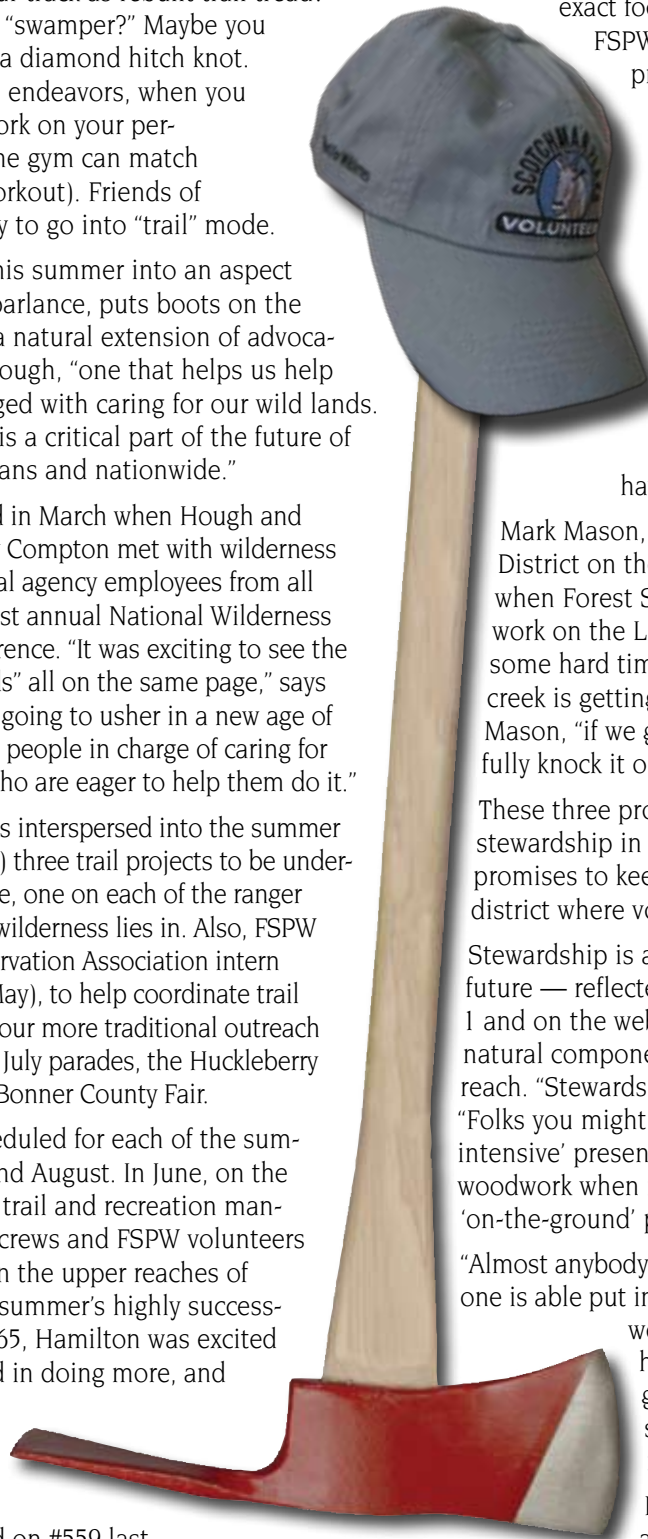 "swamper?" Maybe you
a diamond hitch knot.
endeavors, when you
ork on your per-
ne gym can match
orkout). Friends of
y to go into "trail" mode.
his summer into an aspect
parlance, puts boots on the
a natural extension of advoca-
ough, "one that helps us help
ged with caring for our wild lands.
is a critical part of the future of
ans and nationwide."
d in March when Hough and
Compton met with wilderness
al agency employees from all
st annual National Wilderness
rence. "It was exciting to see the
s" all on the same page," says
going to usher in a new age of
people in charge of caring for
ho are eager to help them do it."
s interspersed into the summer
) three trail projects to be under-
e, one on each of the ranger
wilderness lies in. Also, FSPW
ervation Association intern
May), to help coordinate trail
our more traditional outreach
July parades, the Huckleberry
Bonner County Fair.
eduled for each of the sum-
nd August. In June, on the
trail and recreation man-
crews and FSPW volunteers
n the upper reaches of
summer's highly success-
65, Hamilton was excited
d in doing more, and
d on #559 last
VOLUNTEER
exact foo
FSPW
pr
ha
Mark Mason,
District on the
when Forest S
work on the L
some hard tim
creek is getting
Mason, "if we g
fully knock it o
These three pro
stewardship in
promises to kee
district where vo
Stewardship is a
future — reflecte
1 and on the web
natural compone
reach. "Stewards
"Folks you might
intensive' presen
woodwork when
'on-the-ground' p
"Almost anybody
one is able put in
wo
h
g
s